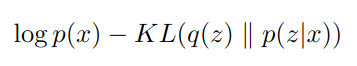 log p(x) − KL(q(z) ∥ p(z|x))